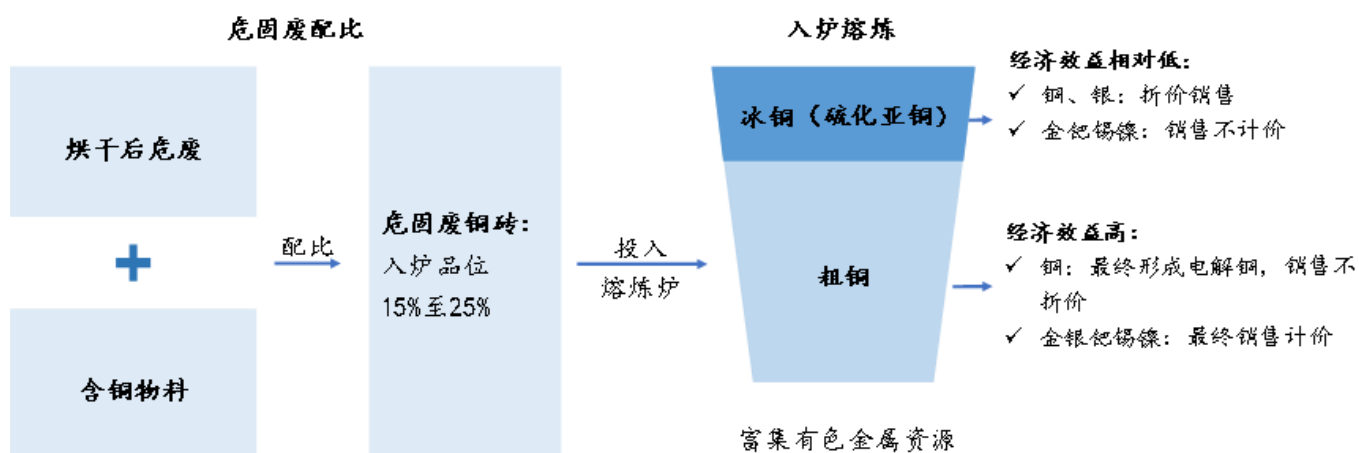 危固废配比
入炉熔炼
烘干后危废
含铜物料
配比
危固废铜砖：
入炉品位
15%至25%
投入
熔炼炉
冰铜（硫化亚铜）
粗铜
富集有色金属资源
经济效益相对低：
✓ 铜、银：折价销售
✓ 金钯锡镍：销售不计价
经济效益高：
✓ 铜：最终形成电解铜，销售不
折价
✓ 金银钯锡镍：最终销售计价